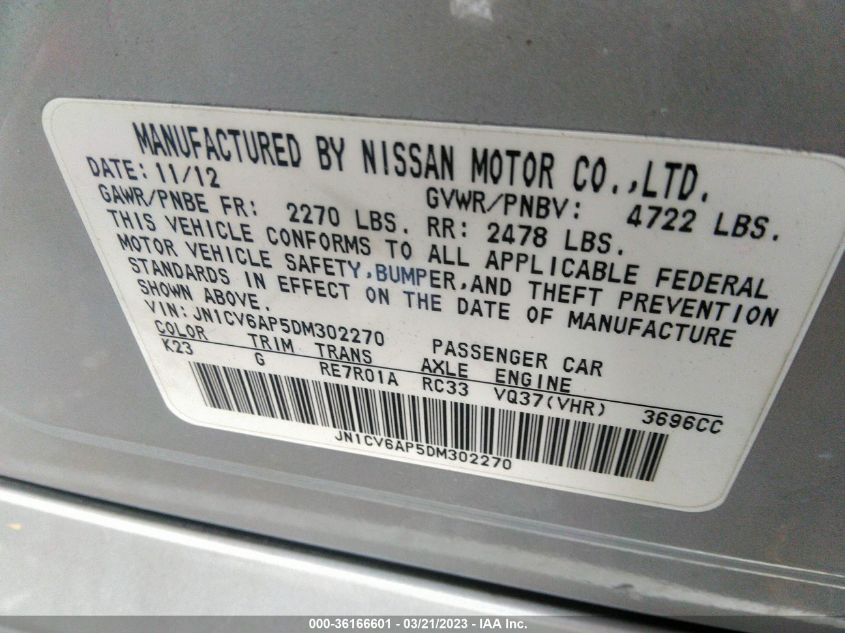 MANUFACTURED BY NISSAN MOTOR CO.,LTD.
DATE: 11/12 GVWR/PNBV: 4722 LBS.
GAWR/PNBE FR: 2270 LBS. RR: 2478 LBS.
THIS VEHICLE CONFORMS TO ALL APPLICABLE FEDERAL
MOTOR VEHICLE SAFETY,BUMPER,AND THEFT PREVENTION
STANDARDS IN EFFECT ON THE DATE OF MANUFACTURE
SHOWN ABOVE.
VIN: JN1CV6AP5DM302270 PASSENGER CAR
COLOR TRIM TRANS AXLE ENGINE
K23 G RE7R01A RC33 VQ37(VHR) 3696CC
JN1CV6AP5DM302270
000-36166601 - 03/21/2023 - IAA Inc.